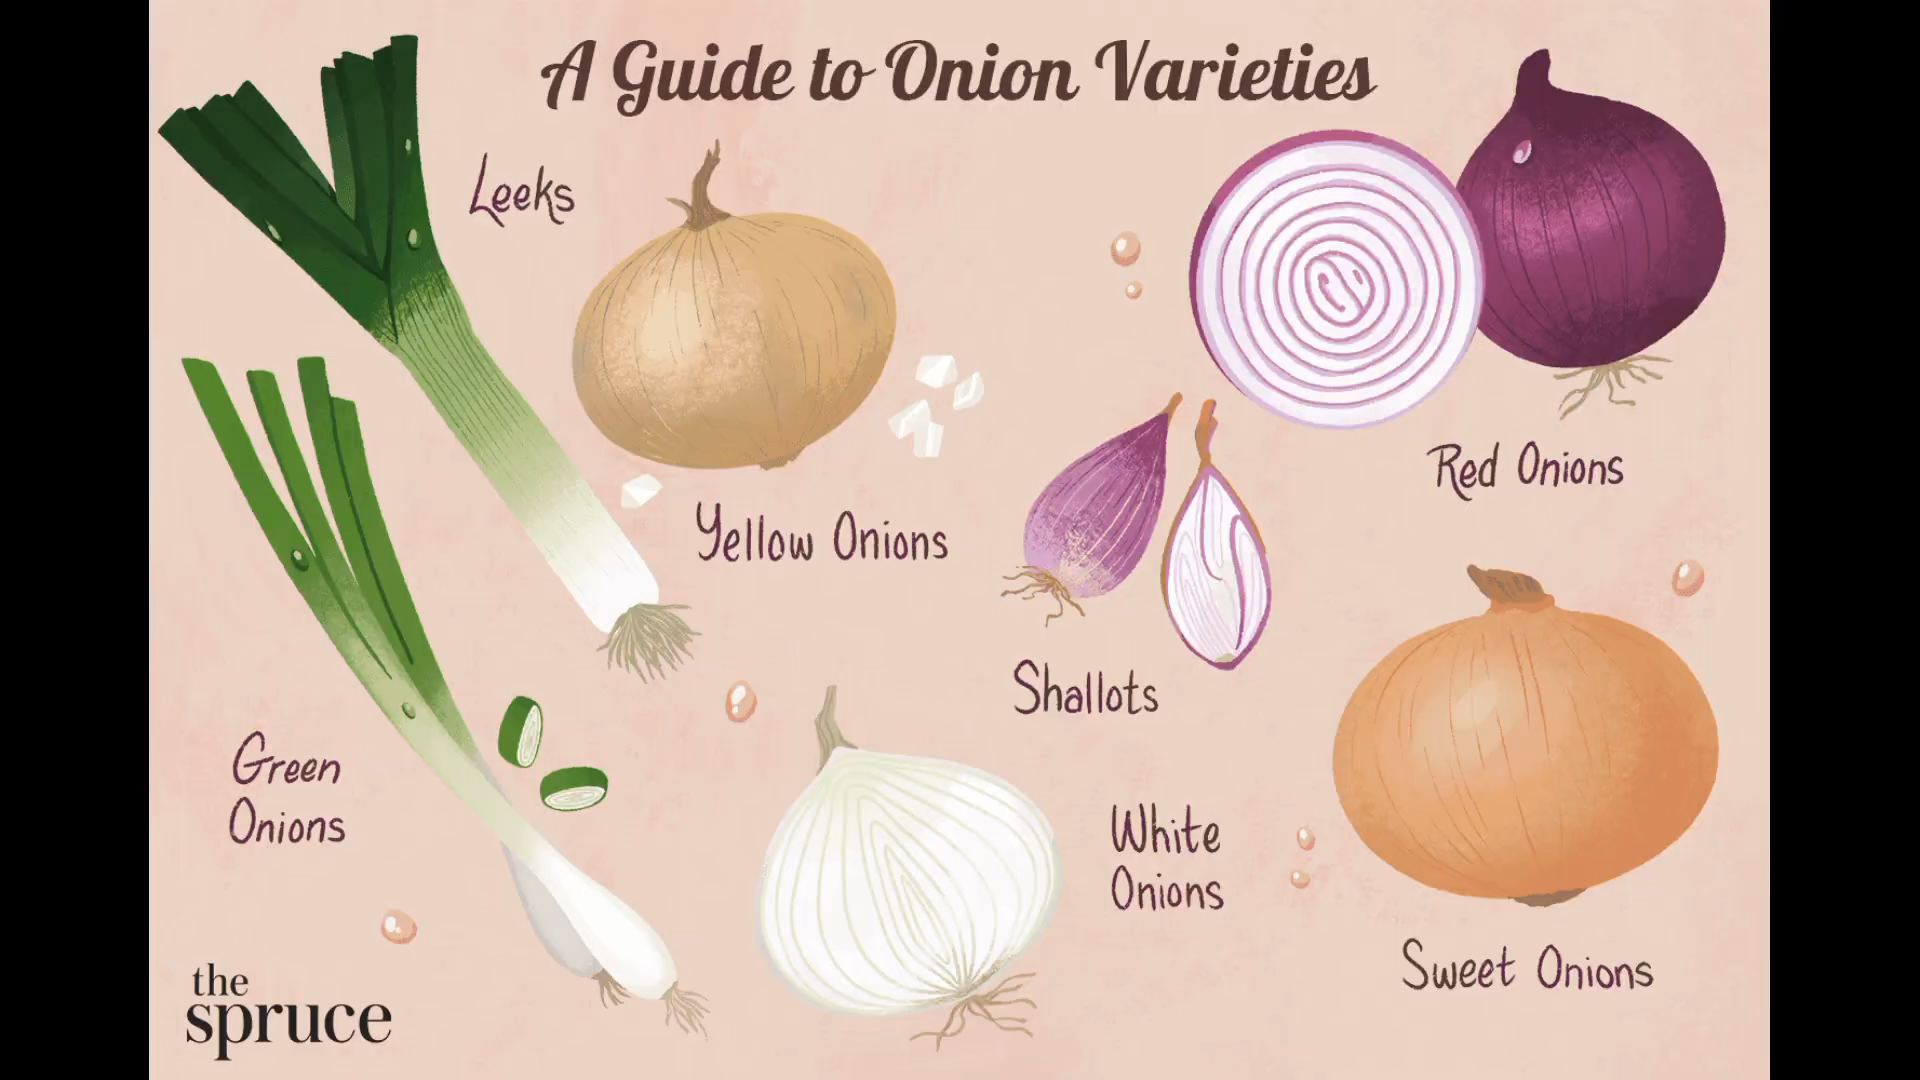 A Guide to Onion Varieties
Leeks
Yellow Onions
Red Onions
Shallots
Green
Onions
White
Onions
Sweet Onions
the
spruce